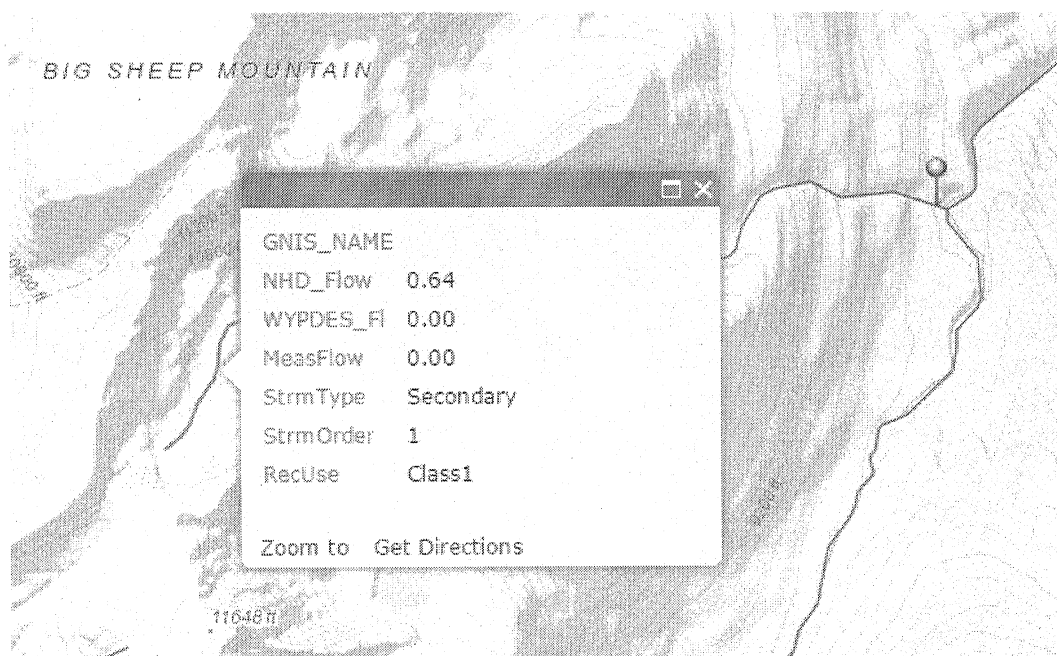 BIG SHEEP MOUNTAIN
GNIS_NAME
NHD_Flow 0.64
WYPDES_Fl 0.00
MeasFlow 0.00
StrmType Secondary
StrmOrder 1
RecUse Class1
Zoom to Get Directions
11648 ft